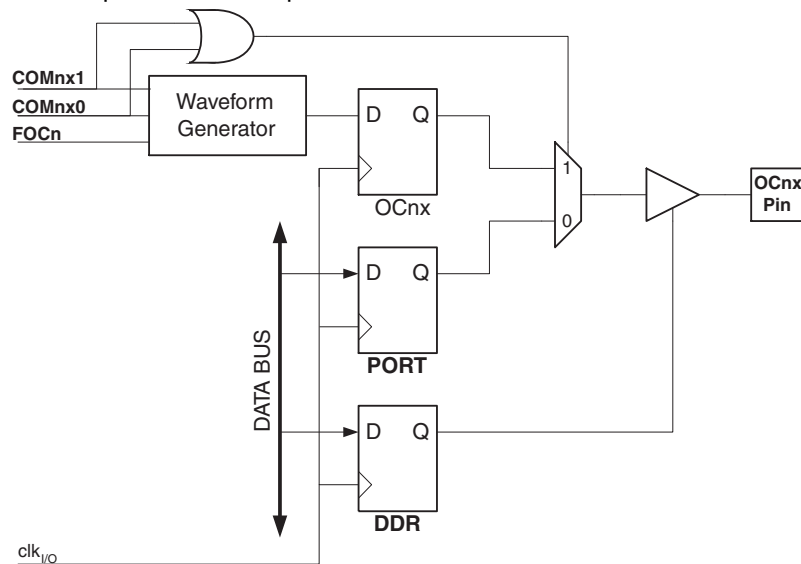 COMnx1
COMnx0
FOCn
Waveform
Generator
D Q
OCnx
1
0
OCnx
Pin
D Q
PORT
DATA BUS
D Q
DDR
clkI/O